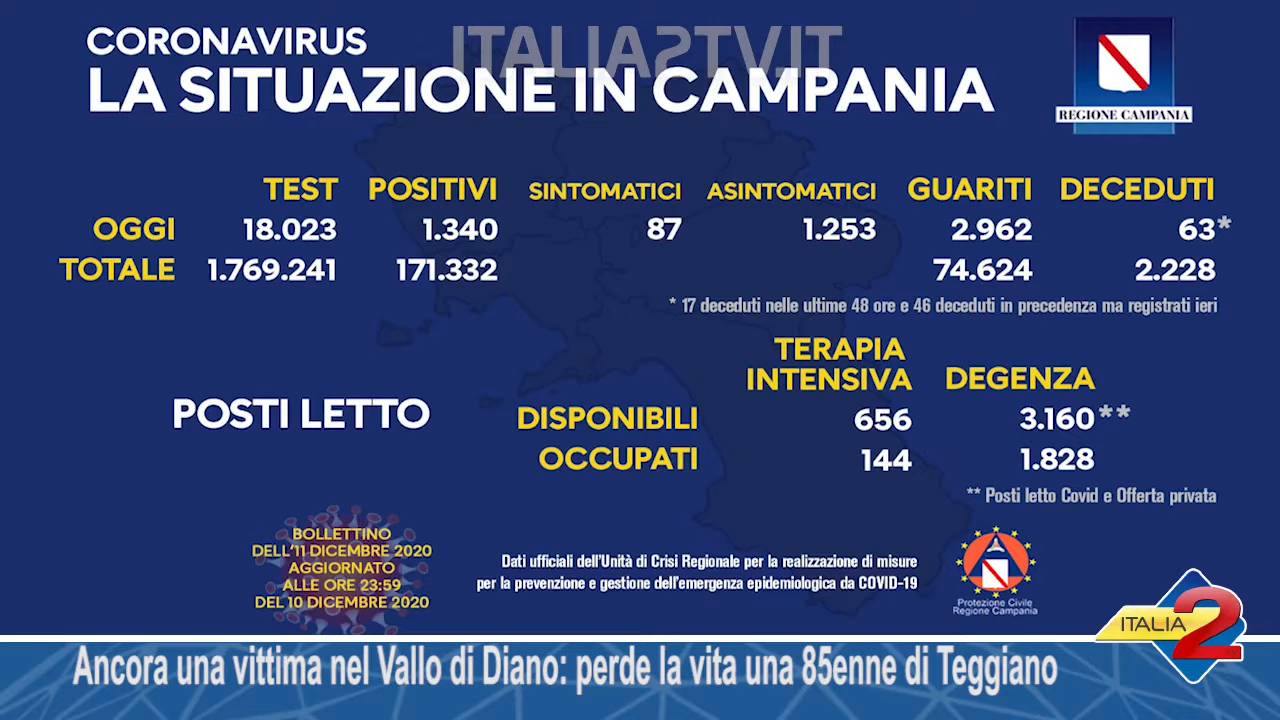 ITALIA2TV.IT
CORONAVIRUS
LA SITUAZIONE IN CAMPANIA
REGIONE CAMPANIA
TEST POSITIVI SINTOMATICI ASINTOMATICI GUARITI DECEDUTI
OGGI 18.023 1.340 87 1.253 2.962 63*
TOTALE 1.769.241 171.332 74.624 2.228
* 17 deceduti nelle ultime 48 ore e 46 deceduti in precedenza ma registrati ieri
TERAPIA
INTENSIVA DEGENZA
POSTI LETTO
DISPONIBILI 656 3.160**
OCCUPATI 144 1.828
** Posti letto Covid e Offerta privata
BOLLETTINO
DELL'11 DICEMBRE 2020
AGGIORNATO
ALLE ORE 23:59
DEL 10 DICEMBRE 2020
Dati ufficiali dell'Unità di Crisi Regionale per la realizzazione di misure
per la prevenzione e gestione dell'emergenza epidemiologica da COVID-19
Protezione Civile
Regione Campania
ITALIA 2
Ancora una vittima nel Vallo di Diano: perde la vita una 85enne di Teggiano